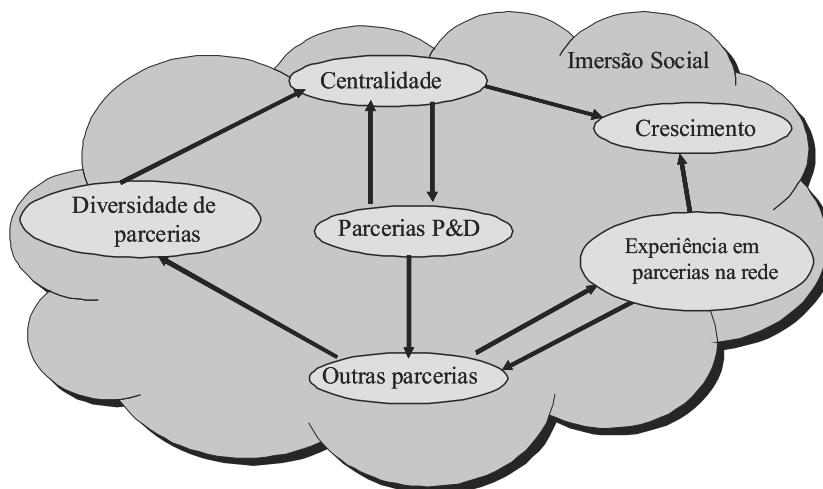 Imersão Social
Centralidade
Crescimento
Diversidade de
parcerias
Parcerias P&D
Experiência em
parcerias na rede
Outras parcerias